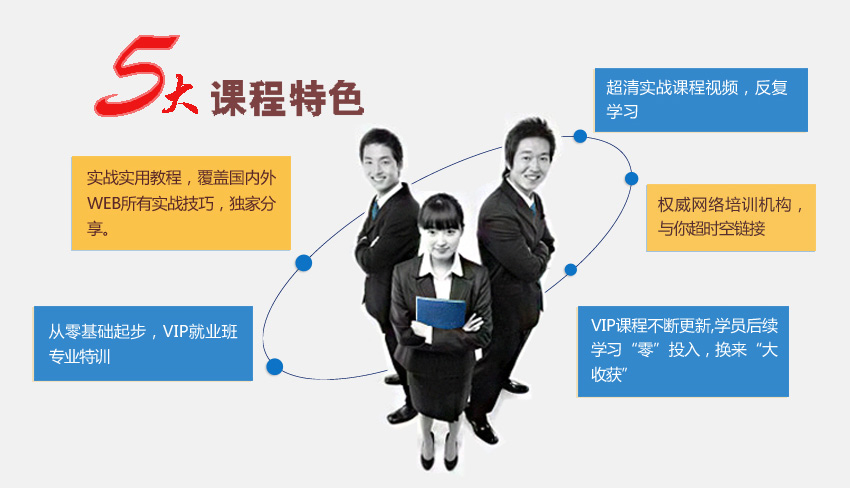 5大 课程特色
超清实战课程视频，反复
学习
实战实用教程，覆盖国内外
WEB所有实战技巧，独家分
享。
权威网络培训机构，
与你超时空链接
从零基础起步，VIP就业班
专业特训
VIP课程不断更新,学员后续
学习“零”投入，换来“大
收获”